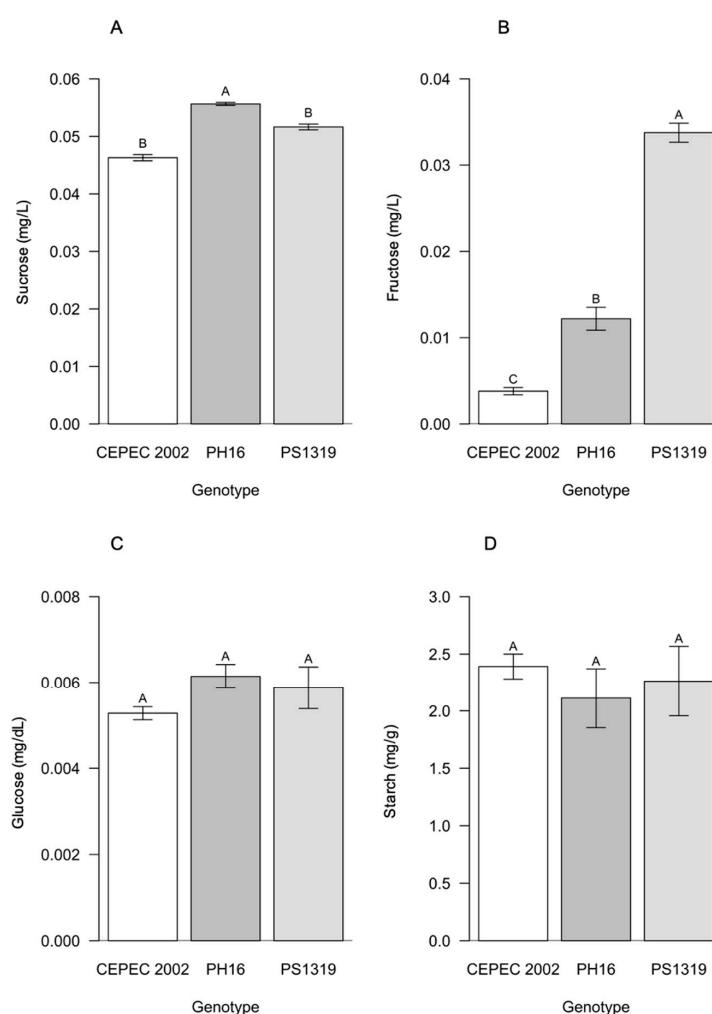 A
Sucrose (mg/L)
0.06
0.05
0.04
0.03
0.02
0.01
0.00
B
A
B
CEPEC 2002 PH16 PS1319
Genotype
B
Fructose (mg/L)
0.04
0.03
0.02
0.01
0.00
C
B
A
CEPEC 2002 PH16 PS1319
Genotype
C
Glucose (mg/dL)
0.008
0.006
0.004
0.002
0.000
A
A
A
CEPEC 2002 PH16 PS1319
Genotype
D
Starch (mg/g)
3.0
2.5
2.0
1.5
1.0
0.5
0.0
A
A
A
CEPEC 2002 PH16 PS1319
Genotype